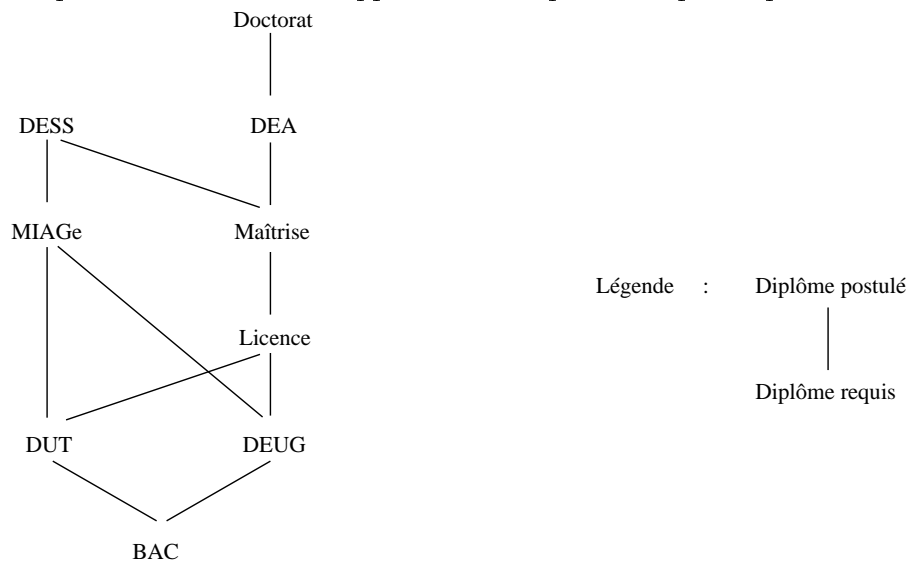 Doctorat
DESS DEA
MIAGe Maîtrise
Légende : Diplôme postulé
Licence
Diplôme requis
DUT DEUG
BAC